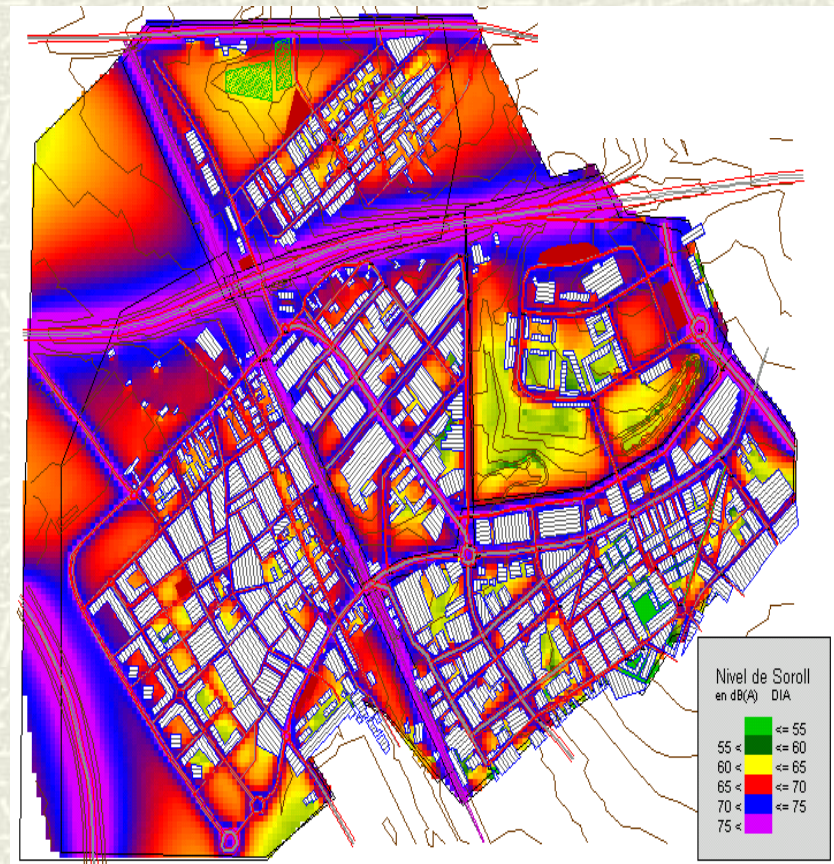 Nivel de Soroll
en dB(A) DIA
<= 55
55 < <= 60
60 < <= 65
65 < <= 70
70 < <= 75
75 <